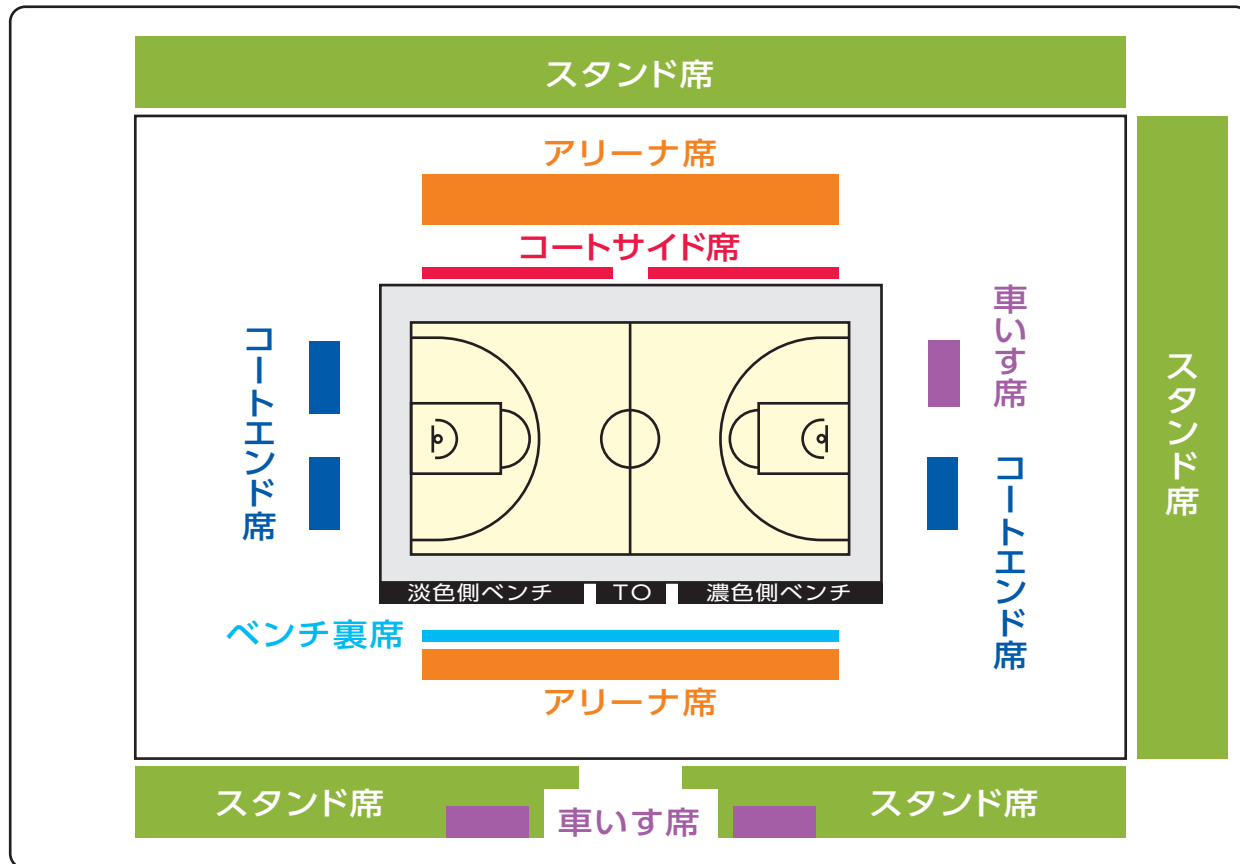 スタンド席
アリーナ席
コートサイド席
車いす席
コートエンド席
スタンド席
コートエンド席
淡色側ベンチ
TO
濃色側ベンチ
ベンチ裏席
アリーナ席
スタンド席
車いす席
スタンド席